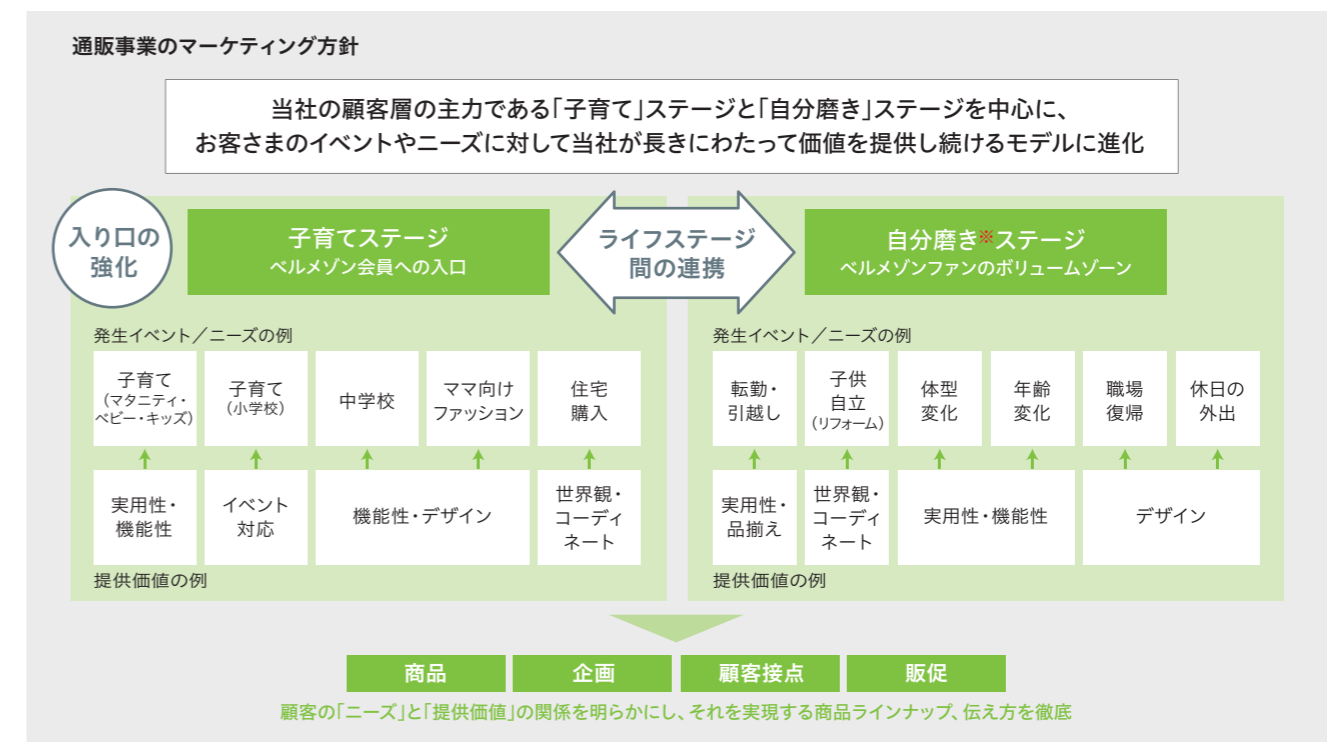 通販事業のマーケティング方針
当社の顧客層の主力である「子育て」ステージと「自分磨き」ステージを中心に、
お客さまのイベントやニーズに対して当社が長きにわたって価値を提供し続けるモデルに進化
入り口の
強化
子育てステージ
ベルメゾン会員への入口
ライフステージ
間の連携
自分磨き※ステージ
ベルメゾンファンのボリュームゾーン
発生イベント／ニーズの例
子育て
（マタニティ・
ベビー・キッズ）
子育て
（小学校）
中学校
ママ向け
ファッション
住宅
購入
実用性・
機能性
イベント
対応
機能性・デザイン
世界観・
コーディ
ネート
提供価値の例
発生イベント／ニーズの例
転勤・
引越し
子供
自立
（リフォーム）
体型
変化
年齢
変化
職場
復帰
休日の
外出
実用性・
品揃え
世界観・
コーディ
ネート
実用性・機能性
デザイン
提供価値の例
商品
企画
顧客接点
販促
顧客の「ニーズ」と「提供価値」の関係を明らかにし、それを実現する商品ラインナップ、伝え方を徹底